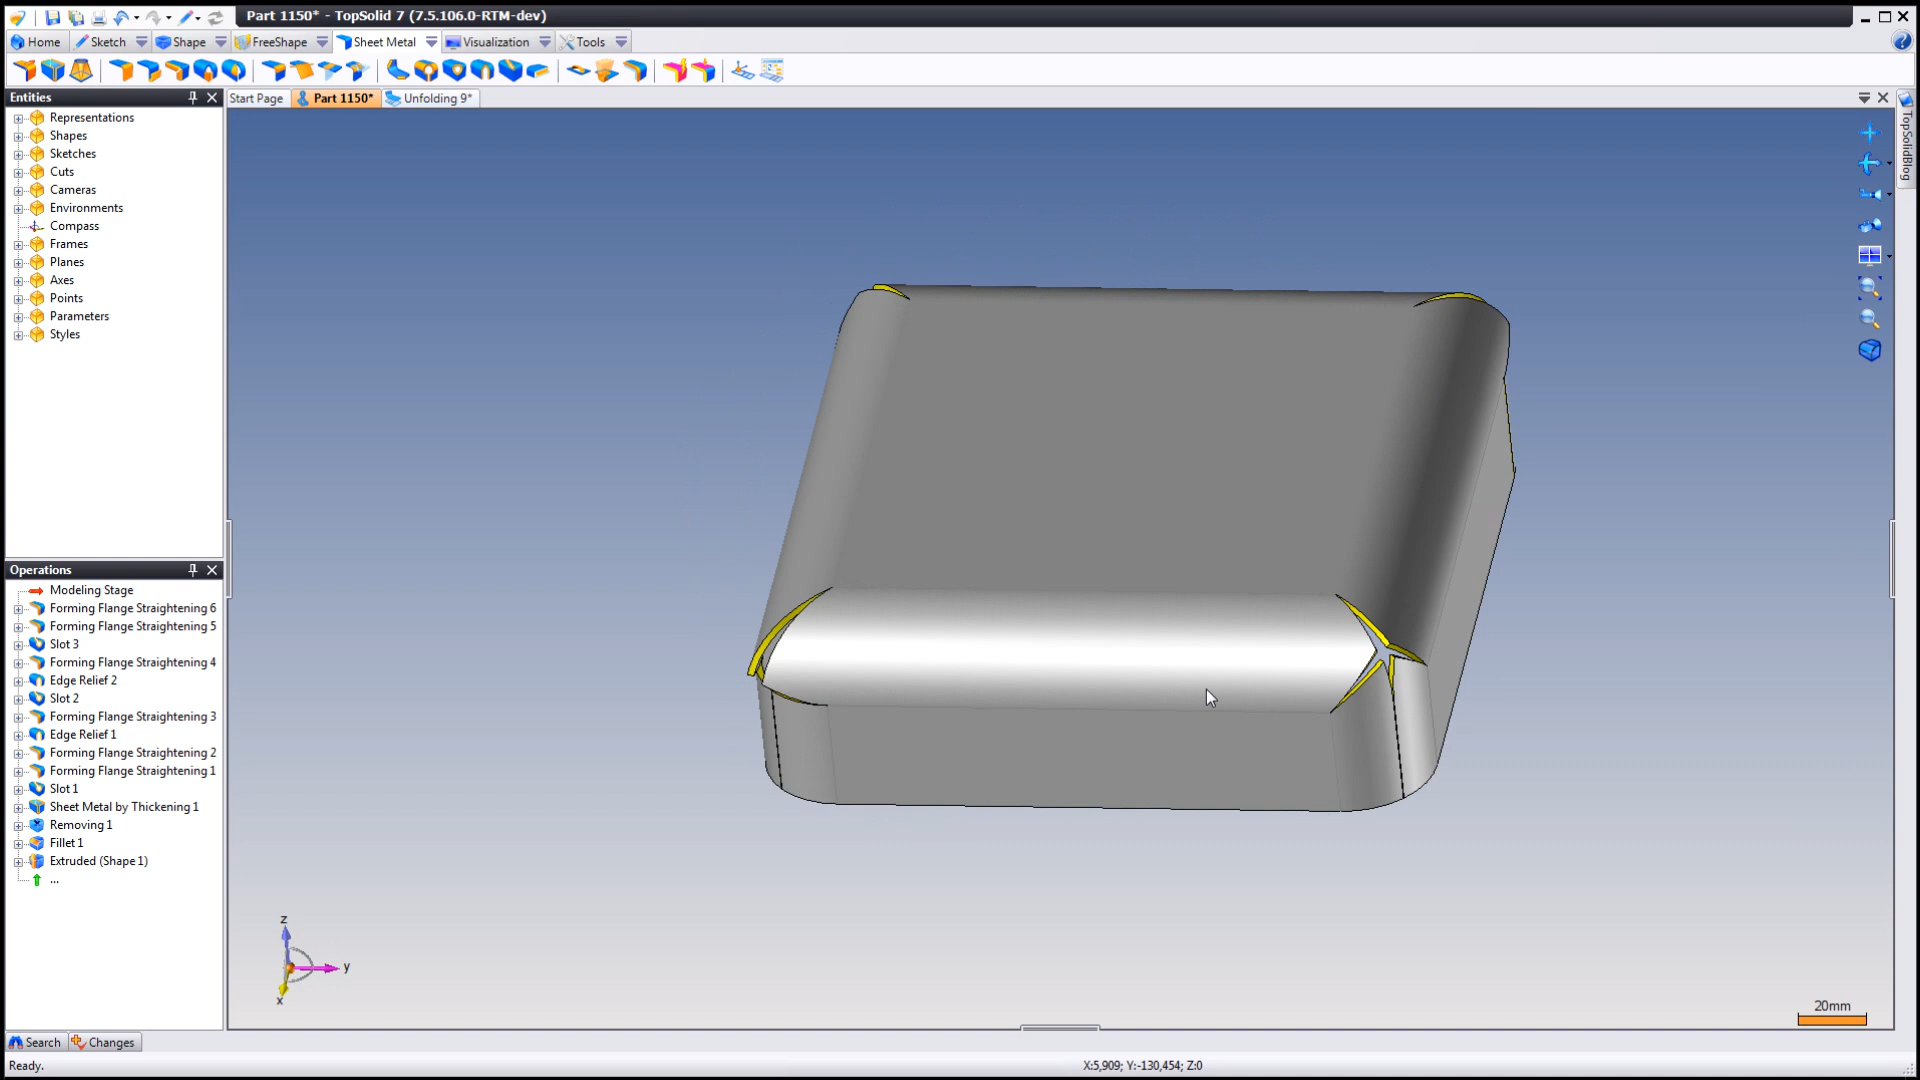 Part 1150* - TopSolid 7 (7.5.106.0-RTM-dev)
Home Sketch Shape FreeShape Sheet Metal Visualization Tools
Entities
Start Page Part 1150* Unfolding 9*
Representations
Shapes
Sketches
Cuts
Cameras
Environments
Compass
Frames
Planes
Axes
Points
Parameters
Styles
TopSolidBlog
Operations
Modeling Stage
Forming Flange Straightening 6
Forming Flange Straightening 5
Slot 3
Forming Flange Straightening 4
Edge Relief 2
Slot 2
Forming Flange Straightening 3
Edge Relief 1
Forming Flange Straightening 2
Forming Flange Straightening 1
Slot 1
Sheet Metal by Thickening 1
Removing 1
Fillet 1
Extruded (Shape 1)
...
z
y
x
20mm
Search Changes
Ready.
X:5,909; Y:-130,454; Z:0